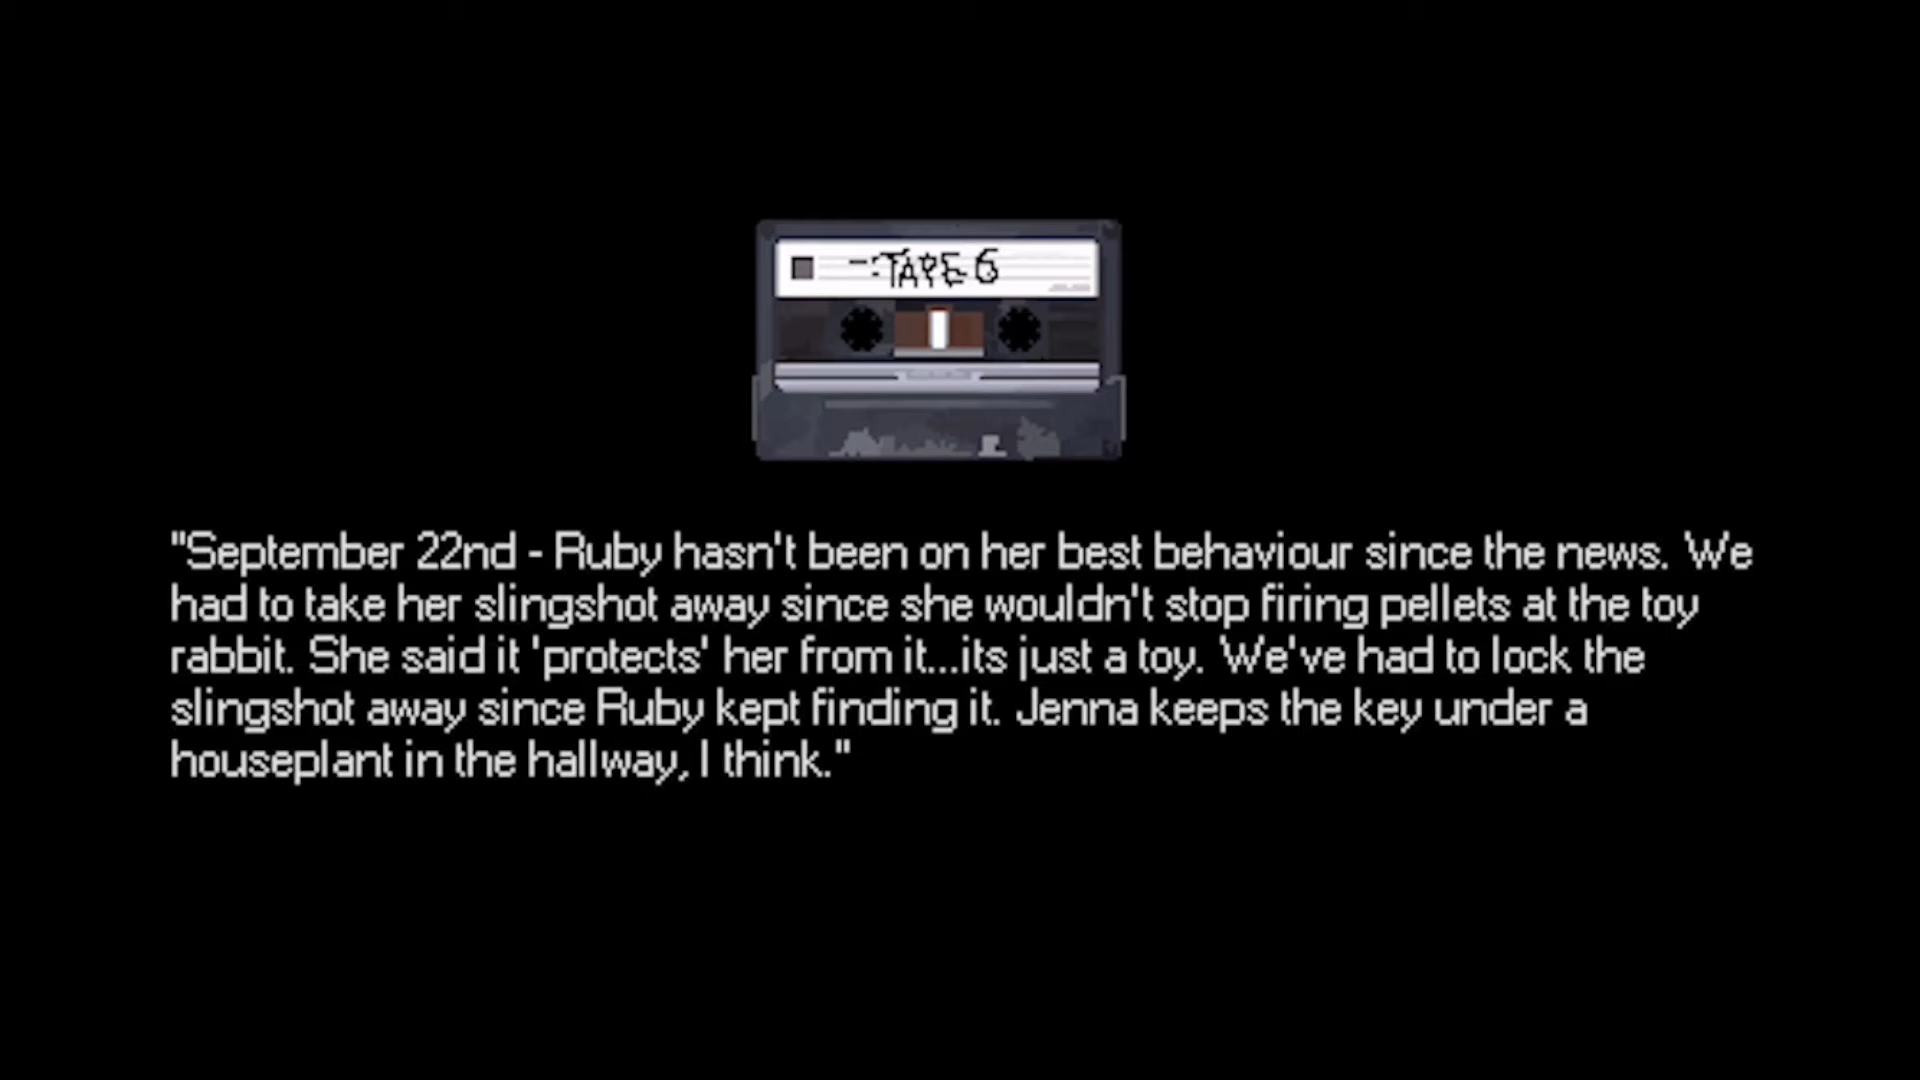 -:TAPE 6
"September 22nd - Ruby hasn't been on her best behaviour since the news. We
had to take her slingshot away since she wouldn't stop firing pellets at the toy
rabbit. She said it 'protects' her from it...its just a toy. We've had to lock the
slingshot away since Ruby kept finding it. Jenna keeps the key under a
houseplant in the hallway, I think."